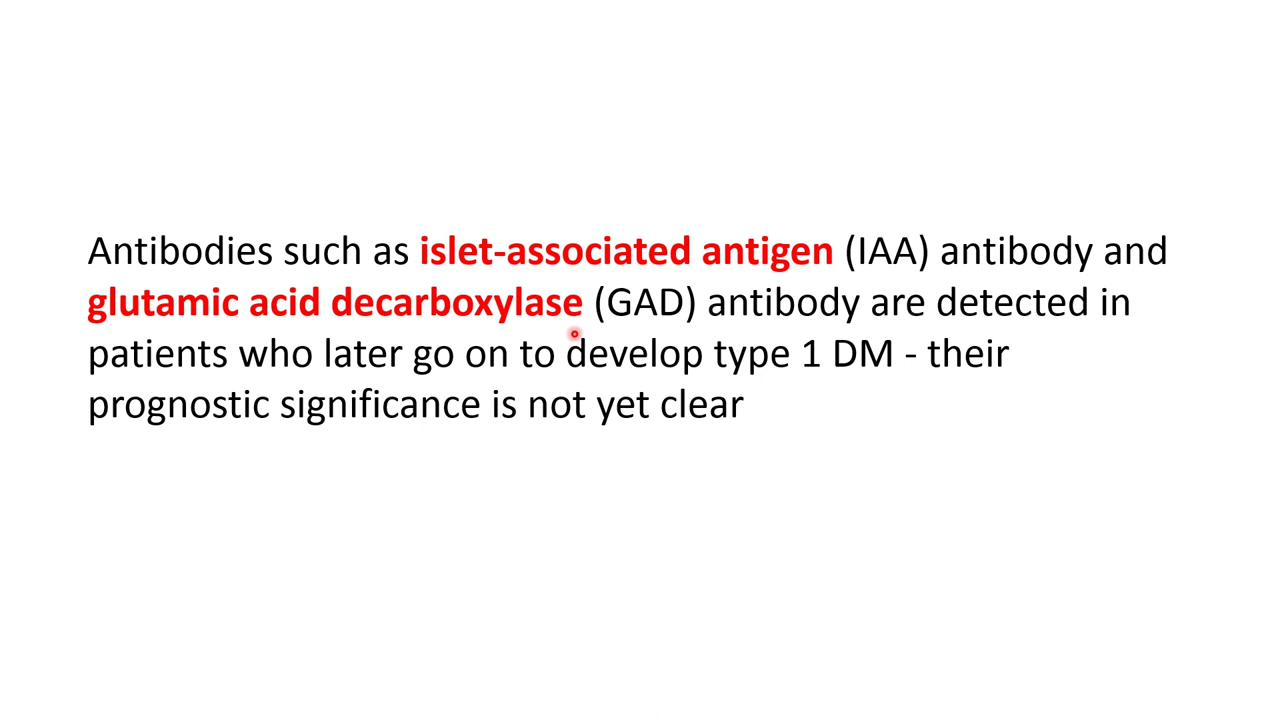 Antibodies such as islet-associated antigen (IAA) antibody and
glutamic acid decarboxylase (GAD) antibody are detected in
patients who later go on to develop type 1 DM - their
prognostic significance is not yet clear